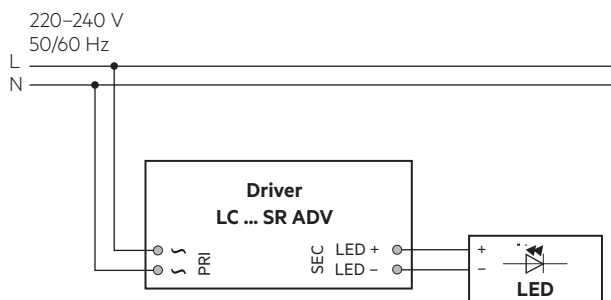 220–240 V
50/60 Hz
L
N
Driver
LC ... SR ADV
~ PRI SEC LED +
~ LED –
+
–
LED